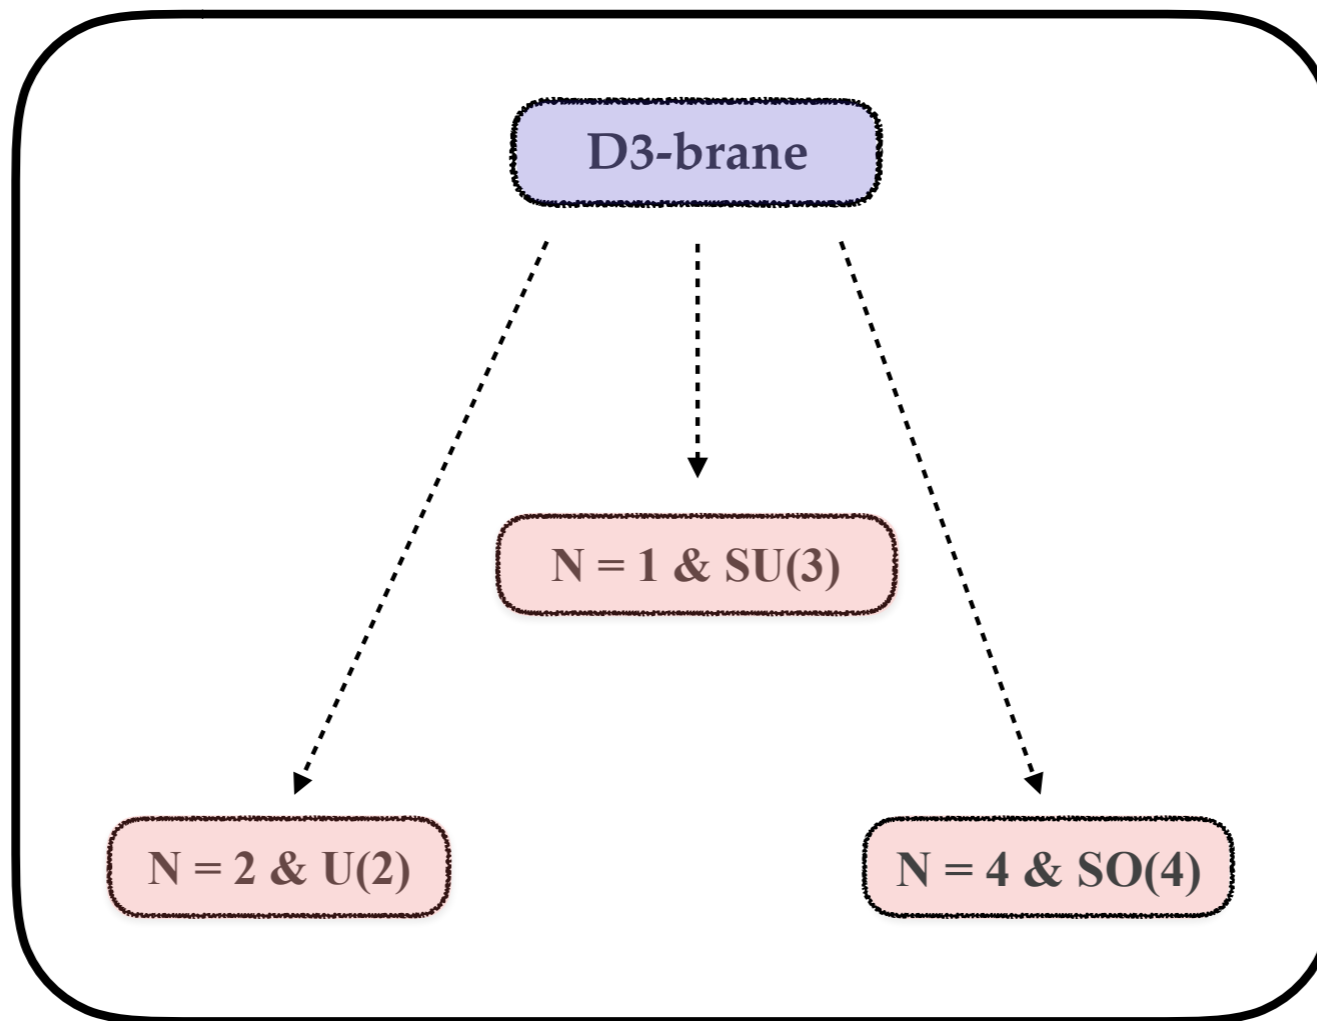 D3-brane
N = 1 & SU(3)
N = 2 & U(2)
N = 4 & SO(4)